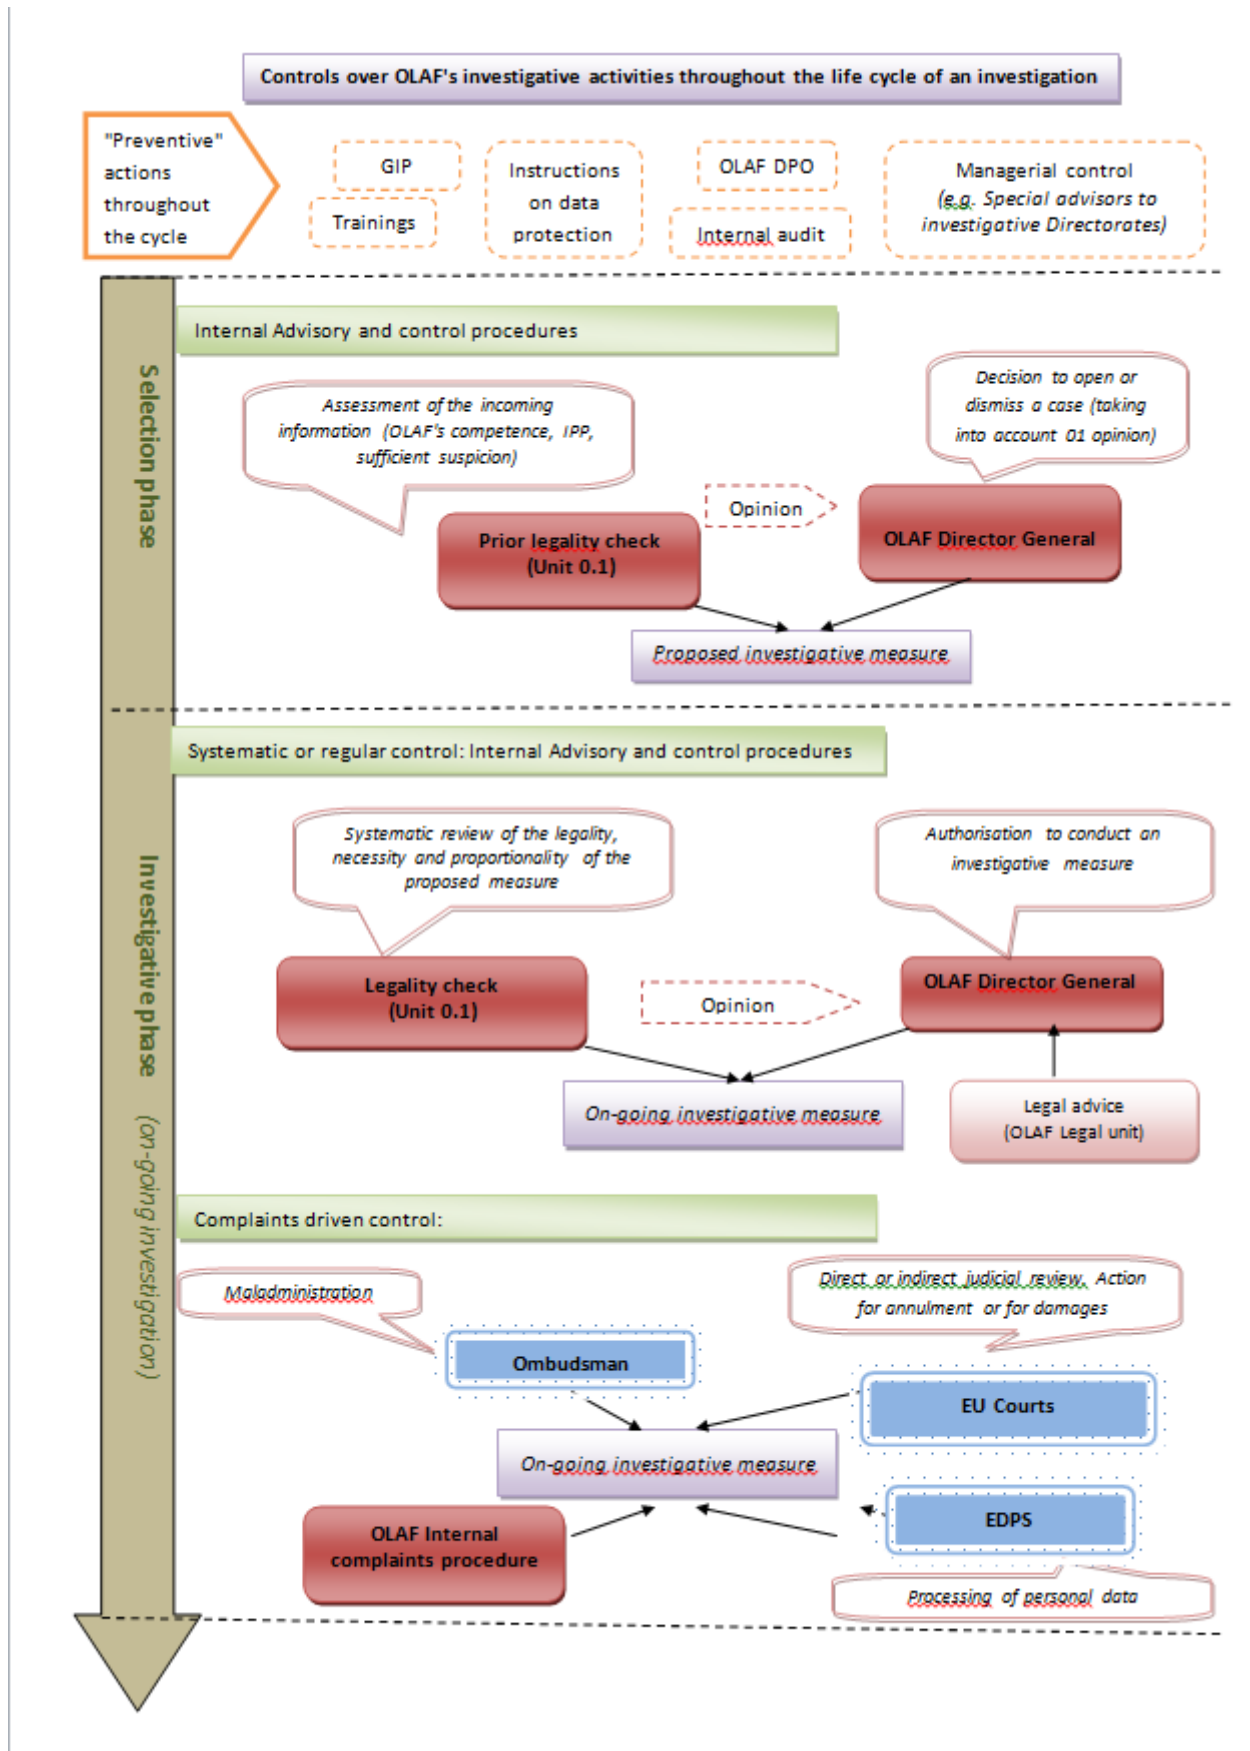 Controls over OLAF's investigative activities throughout the life cycle of an investigation
"Preventive"
actions
throughout
the cycle
GIP
Trainings
Instructions
on data
protection
OLAF DPO
Internal audit
Managerial control
(e.g. Special advisors to
investigative Directorates)
Selection phase
Internal Advisory and control procedures
Assessment of the incoming
information (OLAF's competence, IPP,
sufficient suspicion)
Decision to open or
dismiss a case (taking
into account 01 opinion)
Prior legality check
(Unit 0.1)
Opinion
OLAF Director General
Proposed investigative measure
Investigative phase (on-going investigation)
Systematic or regular control: Internal Advisory and control procedures
Systematic review of the legality,
necessity and proportionality of the
proposed measure
Authorisation to conduct an
investigative measure
Legality check
(Unit 0.1)
Opinion
OLAF Director General
On-going investigative measure
Legal advice
(OLAF Legal unit)
Complaints driven control:
Maladministration
Direct or indirect judicial review. Action
for annulment or for damages
Ombudsman
EU Courts
On-going investigative measure
OLAF Internal
complaints procedure
EDPS
Processing of personal data